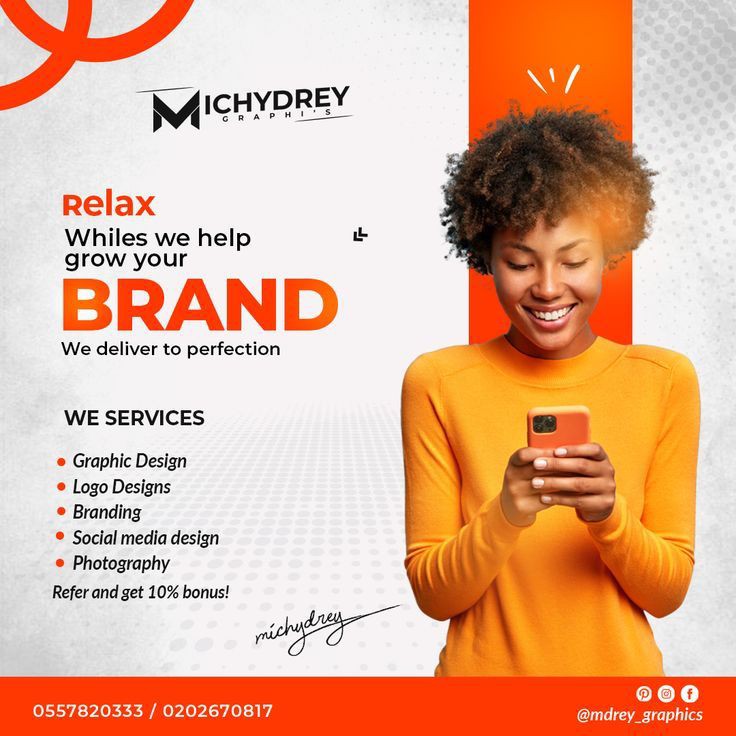 MICHYDREY
GRAPHI'S
Relax
Whiles we help
grow your
BRAND
We deliver to perfection
WE SERVICES
Graphic Design
Logo Designs
Branding
Social media design
Photography
Refer and get 10% bonus!
michydrey
0557820333 / 0202670817
@mdrey_graphics